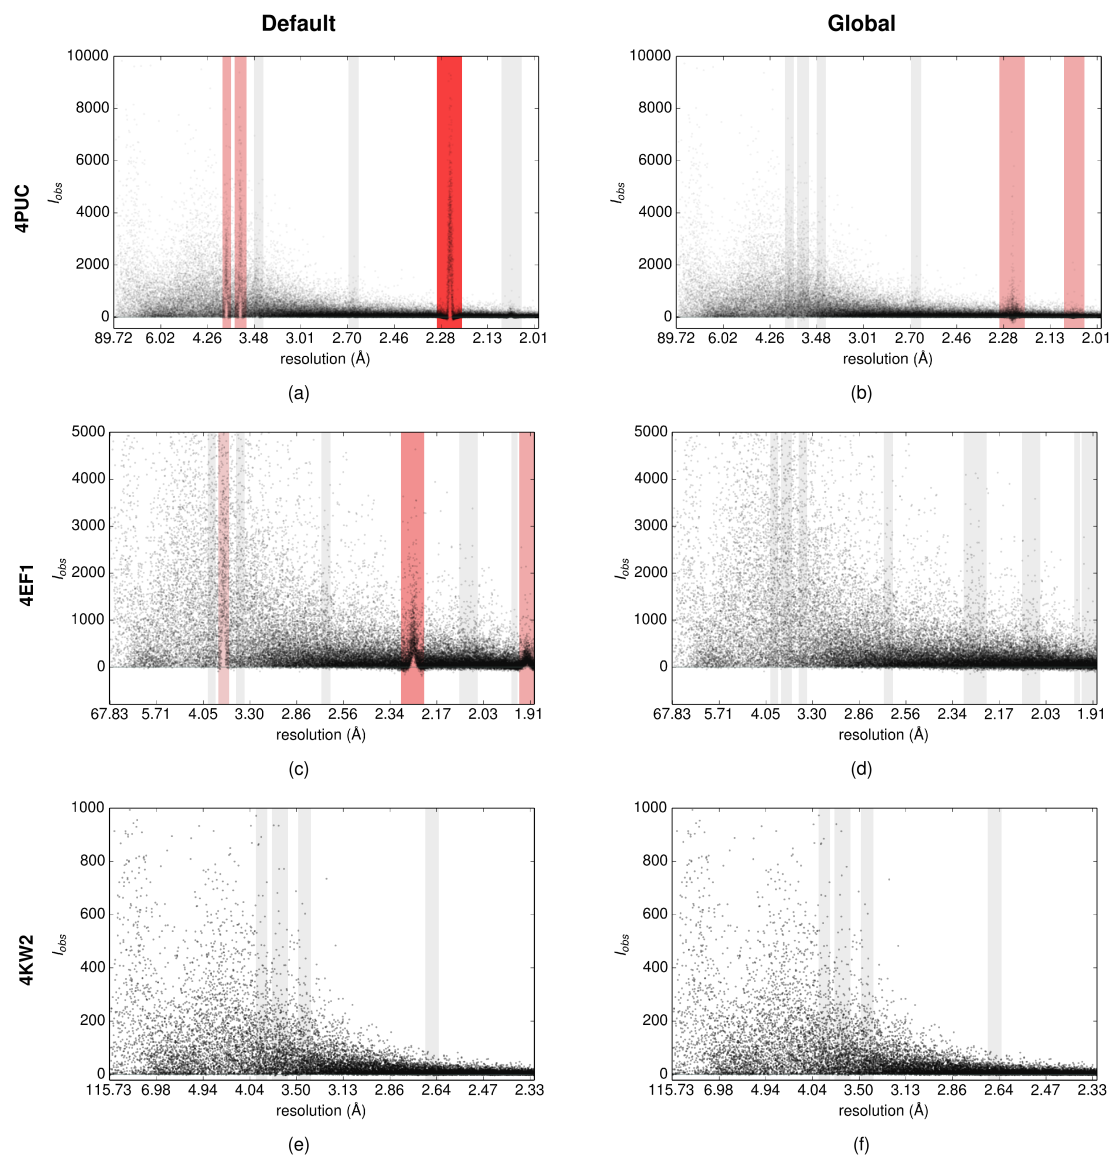 Default Global
4PUC
10000
8000
6000
4000
2000
0
I obs
89.72 6.02 4.26 3.48 3.01 2.70 2.46 2.28 2.13 2.01
resolution (Å)
(a)
10000
8000
6000
4000
2000
0
I obs
89.72 6.02 4.26 3.48 3.01 2.70 2.46 2.28 2.13 2.01
resolution (Å)
(b)
4EF1
5000
4000
3000
2000
1000
0
I obs
67.83 5.71 4.05 3.30 2.86 2.56 2.34 2.17 2.03 1.91
resolution (Å)
(c)
5000
4000
3000
2000
1000
0
I obs
67.83 5.71 4.05 3.30 2.86 2.56 2.34 2.17 2.03 1.91
resolution (Å)
(d)
4KW2
1000
800
600
400
200
0
I obs
115.73 6.98 4.94 4.04 3.50 3.13 2.86 2.64 2.47 2.33
resolution (Å)
(e)
1000
800
600
400
200
0
I obs
115.73 6.98 4.94 4.04 3.50 3.13 2.86 2.64 2.47 2.33
resolution (Å)
(f)